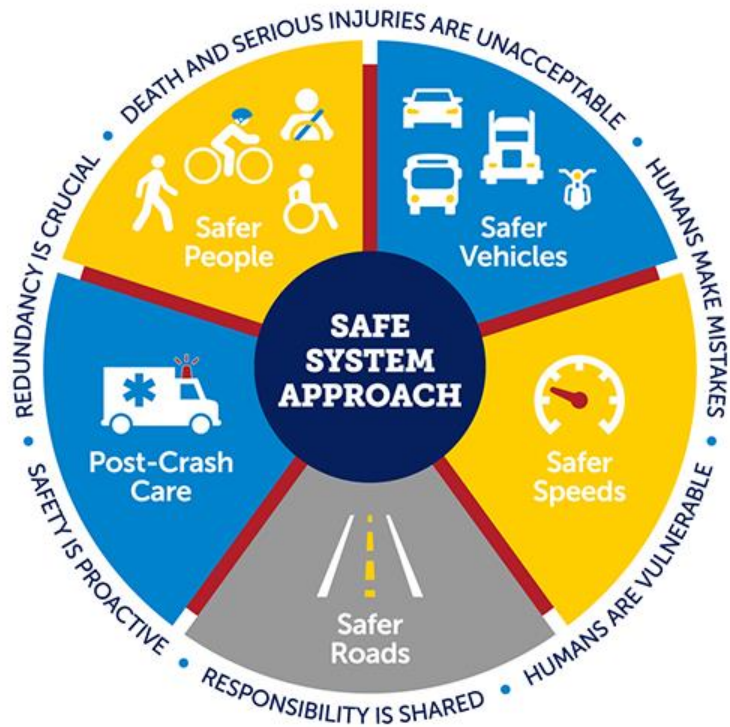 DEATH AND SERIOUS INJURIES ARE UNACCEPTABLE
HUMANS MAKE MISTAKES
HUMANS ARE VULNERABLE
RESPONSIBILITY IS SHARED
SAFETY IS PROACTIVE
REDUNDANCY IS CRUCIAL
Safer
People
Safer
Vehicles
SAFE
SYSTEM
APPROACH
Post-Crash
Care
Safer
Speeds
Safer
Roads